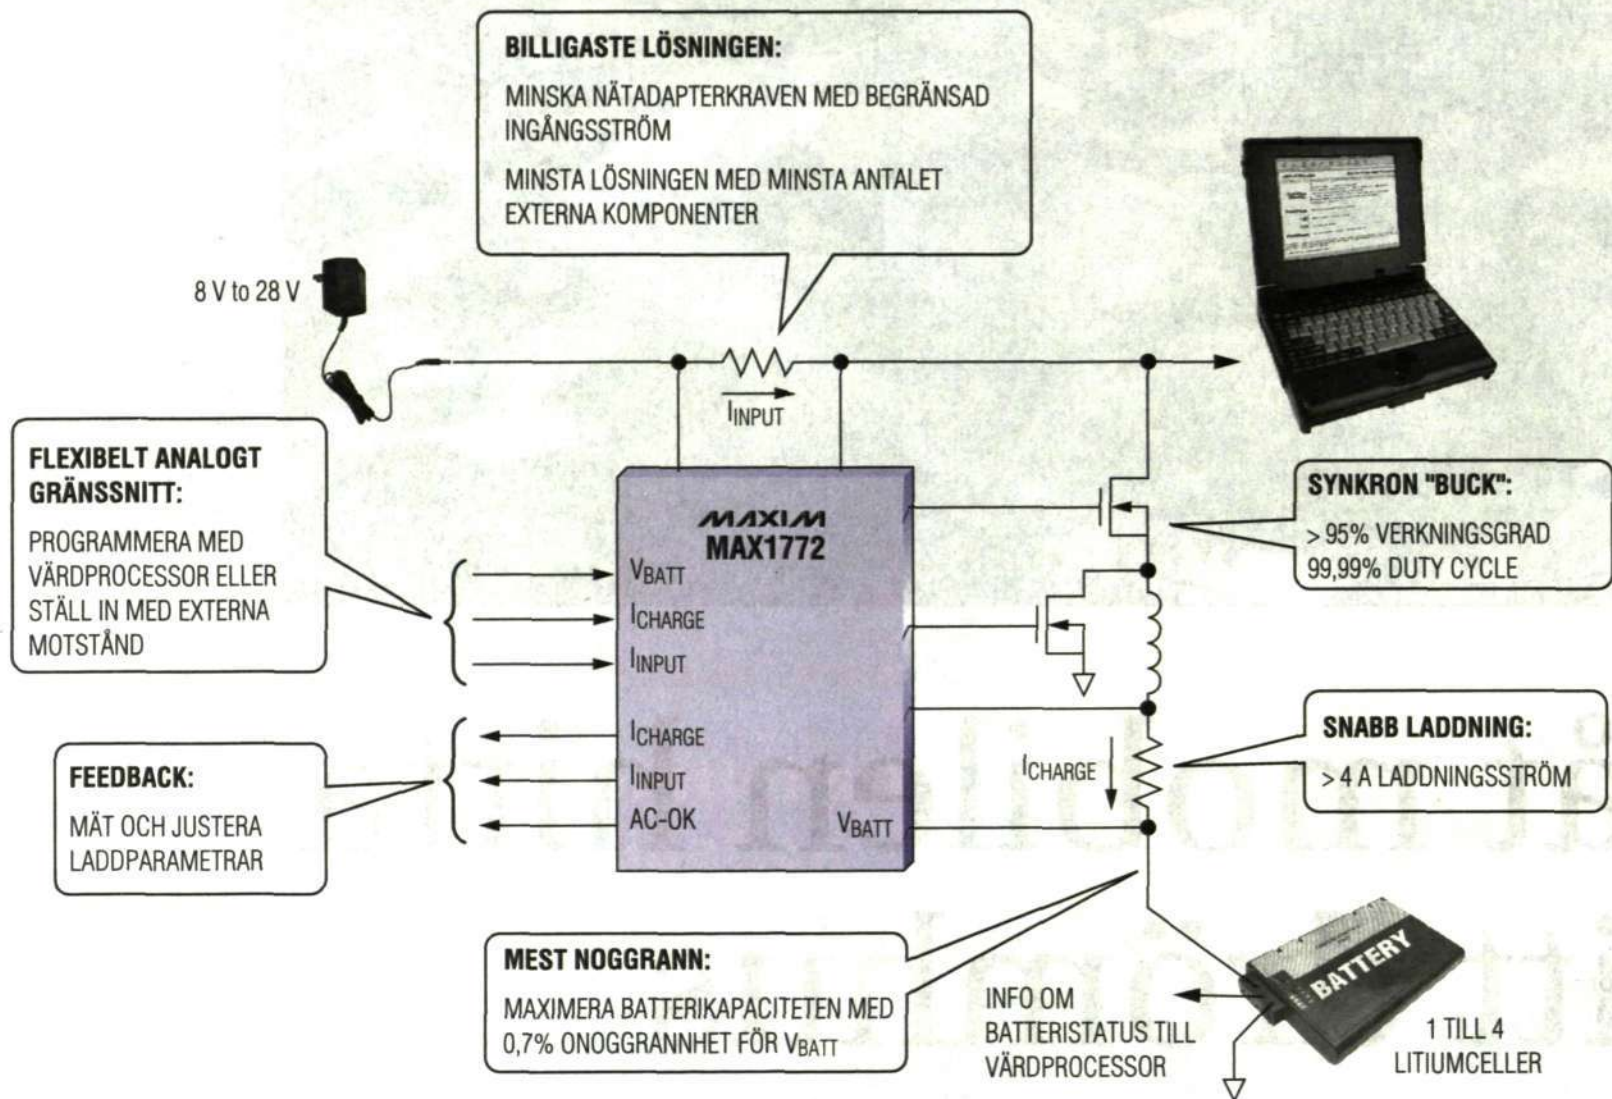 BILLIGASTE LÖSNINGEN:
MINSKA NÄTADAPTERKRAVEN MED BEGRÄNSAD
INGÅNGSSTRÖM
MINSTA LÖSNINGEN MED MINSTA ANTALET
EXTERNA KOMPONENTER
8 V to 28 V
IINPUT
FLEXIBELT ANALOGT
GRÄNSSNITT:
PROGRAMMERA MED
VÄRDPROCESSOR ELLER
STÄLL IN MED EXTERNA
MOTSTÅND
MAXIM
MAX1772
VBATT
ICHARGE
IINPUT
ICHARGE
IINPUT
AC-OK
VBATT
SYNKRON "BUCK":
> 95% VERKNINGSGRAD
99,99% DUTY CYCLE
FEEDBACK:
MÄT OCH JUSTERA
LADDPARAMETRAR
ICHARGE
SNABB LADDNING:
> 4 A LADDNINGSSTRÖM
MEST NOGGRANN:
MAXIMERA BATTERIKAPACITETEN MED
0,7% ONOGGRANNHET FÖR VBATT
INFO OM
BATTERISTATUS TILL
VÄRDPROCESSOR
BATTERY
1 TILL 4
LITIUMCELLER